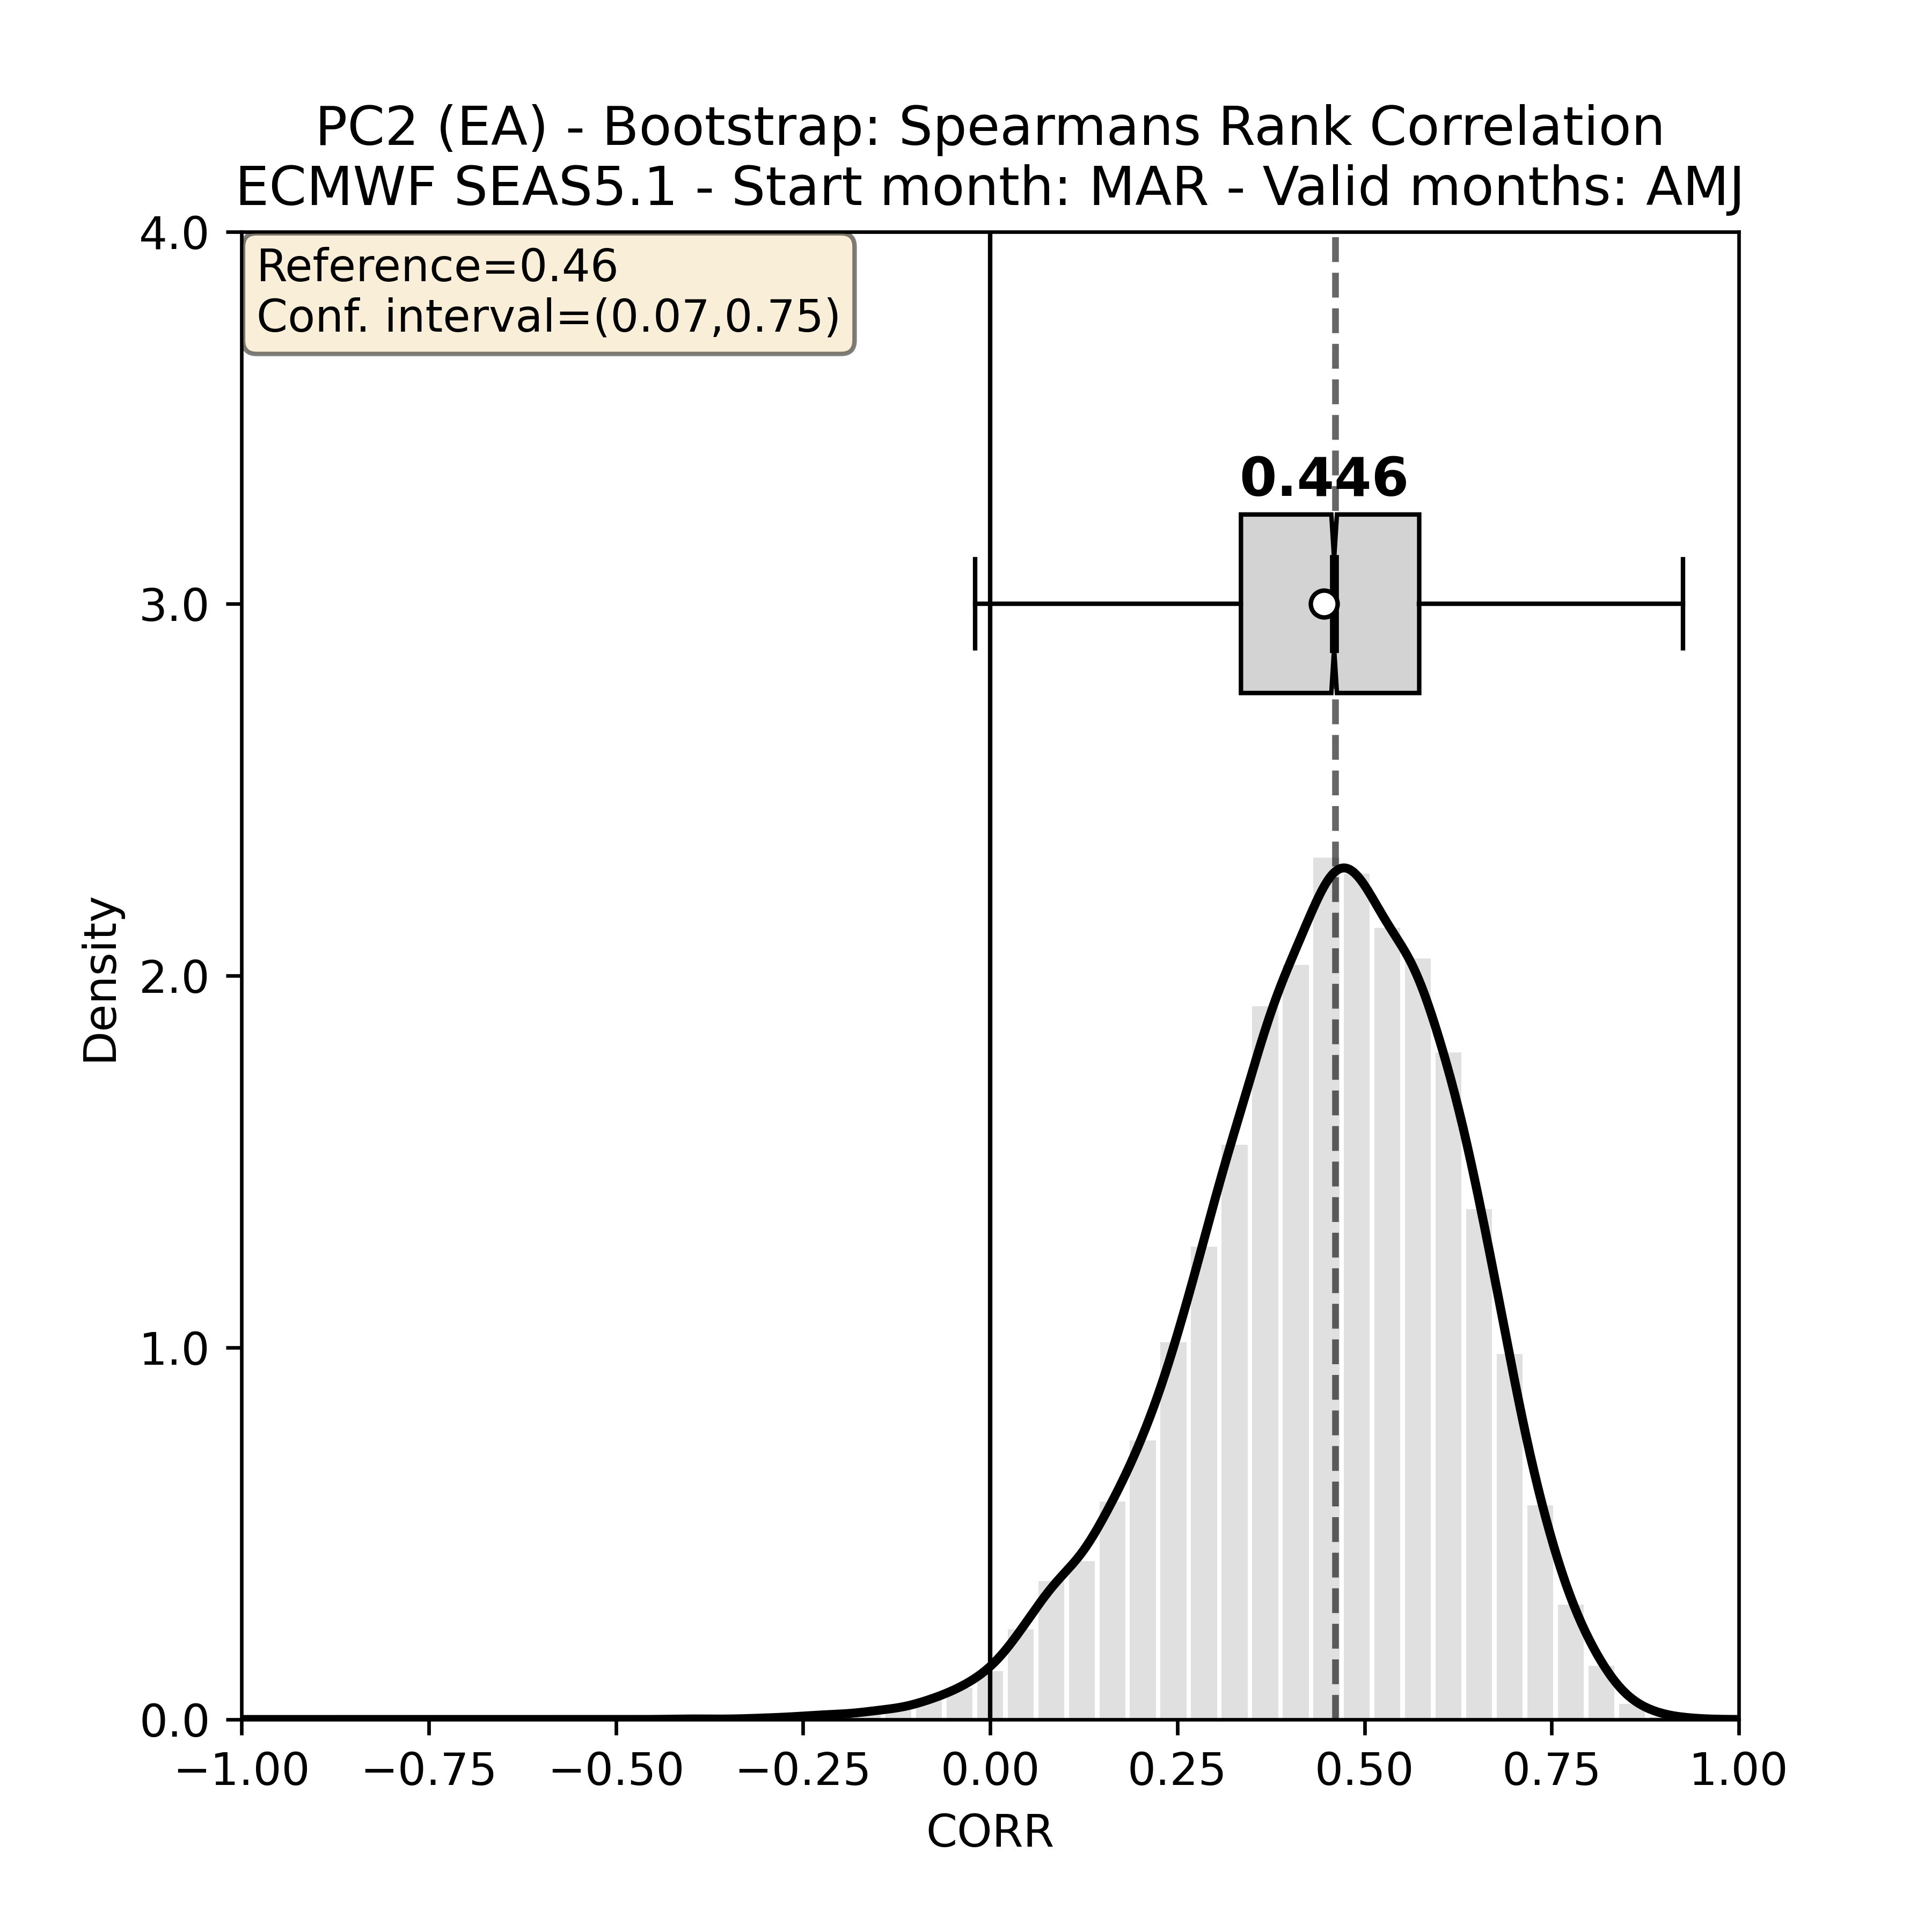 PC2 (EA) - Bootstrap: Spearmans Rank Correlation
ECMWF SEAS5.1 - Start month: MAR - Valid months: AMJ
Reference=0.46
Conf. interval=(0.07,0.75)
0.446
4.0
3.0
2.0
1.0
0.0
Density
−1.00 −0.75 −0.50 −0.25 0.00 0.25 0.50 0.75 1.00
CORR